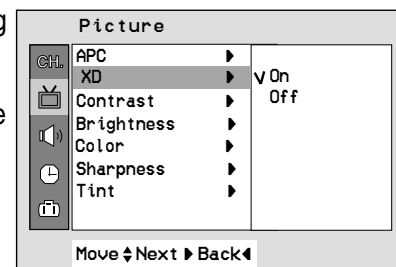 g
e
Picture
CH.
APC
XD
Contrast
Brightness
Color
Sharpness
Tint
On
Off
Move Next Back